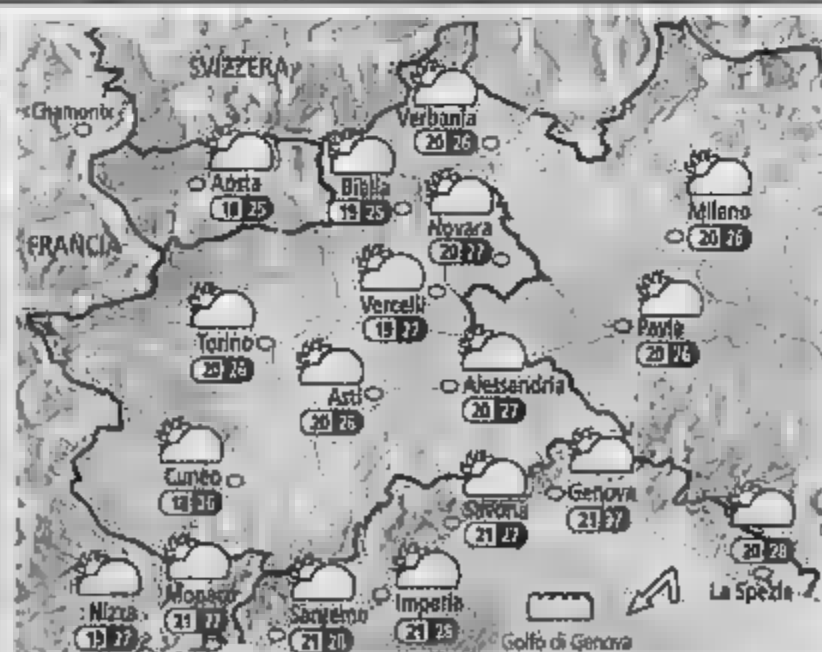 SVIZZERA
Chamonix
Verbania
20 26
Aosta
18 25
Biella
19 25
Milano
20 26
Novara
20 27
FRANCIA
Vercelli
19 27
Pavia
20 26
Torino
Alessandria
20 27
Asti
20 26
Cuneo
Savona
21 27
Genova
21 27
20 28
La Spezia
Monaco
21 27
Nizza
19 27
Sanremo
Imperia
Golfo di Genova